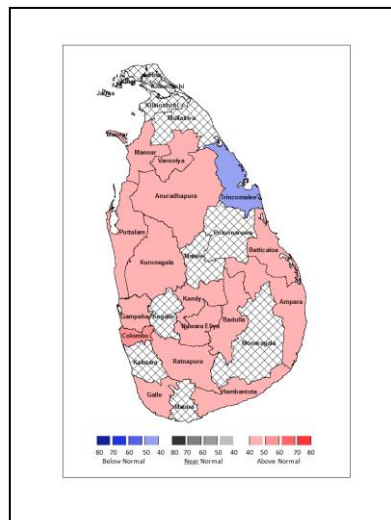 Jaffna
Kilinochchi
Jaffna
Kilinochchi
Mullaitivu
Mannar
Vavuniya
Anuradhapura
Trincomalee
Puttalam
Polonnaruwa
Batticaloa
Matale
Kurunegala
Kandy
Ampara
Gampaha
Kegalle
Nuwara Eliya
Badulla
Colombo
Monaragala
Kalutara
Ratnapura
Galle
Hambantota
Matara
80 70 60 50 40 80 70 60 50 40 40 50 60 70 80
Below Normal Near Normal Above Normal